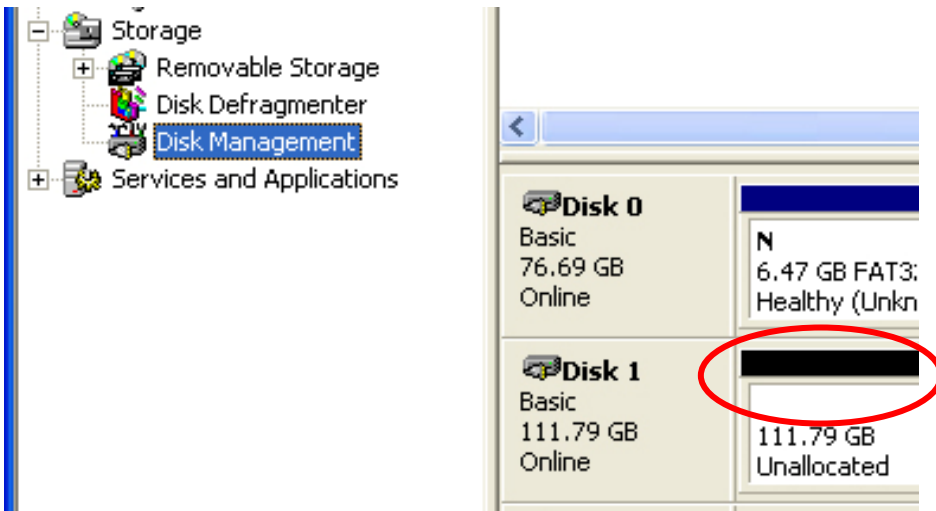 Storage
Removable Storage
Disk Defragmenter
Disk Management
Services and Applications
Disk 0
Basic
76.69 GB
Online
N
6.47 GB FAT32
Healthy (Unkn
Disk 1
Basic
111.79 GB
Online
111.79 GB
Unallocated